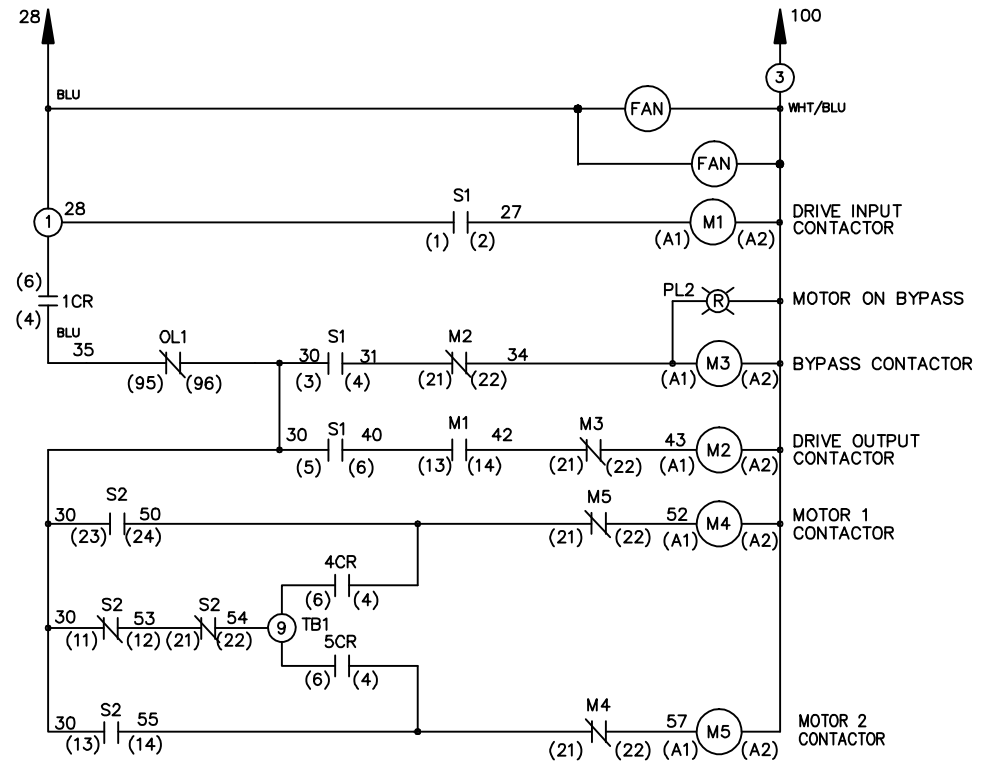 28
100
3
BLU
FAN
WHT/BLU
FAN
1
28
S1
27
M1
DRIVE INPUT
CONTACTOR
(1)
(2)
(A1)
(A2)
(6)
1CR
(4)
PL2
R
MOTOR ON BYPASS
BLU
35
OL1
(95)
(96)
30
S1
31
(3)
(4)
M2
(21)
(22)
34
M3
(A1)
(A2)
BYPASS CONTACTOR
30
S1
40
(5)
(6)
M1
(13)
(14)
42
M3
(21)
(22)
43
M2
(A1)
(A2)
DRIVE OUTPUT
CONTACTOR
30
S2
50
(23)
(24)
M5
(21)
(22)
52
M4
(A1)
(A2)
MOTOR 1
CONTACTOR
4CR
(6)
(4)
30
S2
53
S2
54
(11)
(12)
(21)
(22)
9
TB1
5CR
(6)
(4)
30
S2
55
(13)
(14)
M4
(21)
(22)
57
M5
(A1)
(A2)
MOTOR 2
CONTACTOR